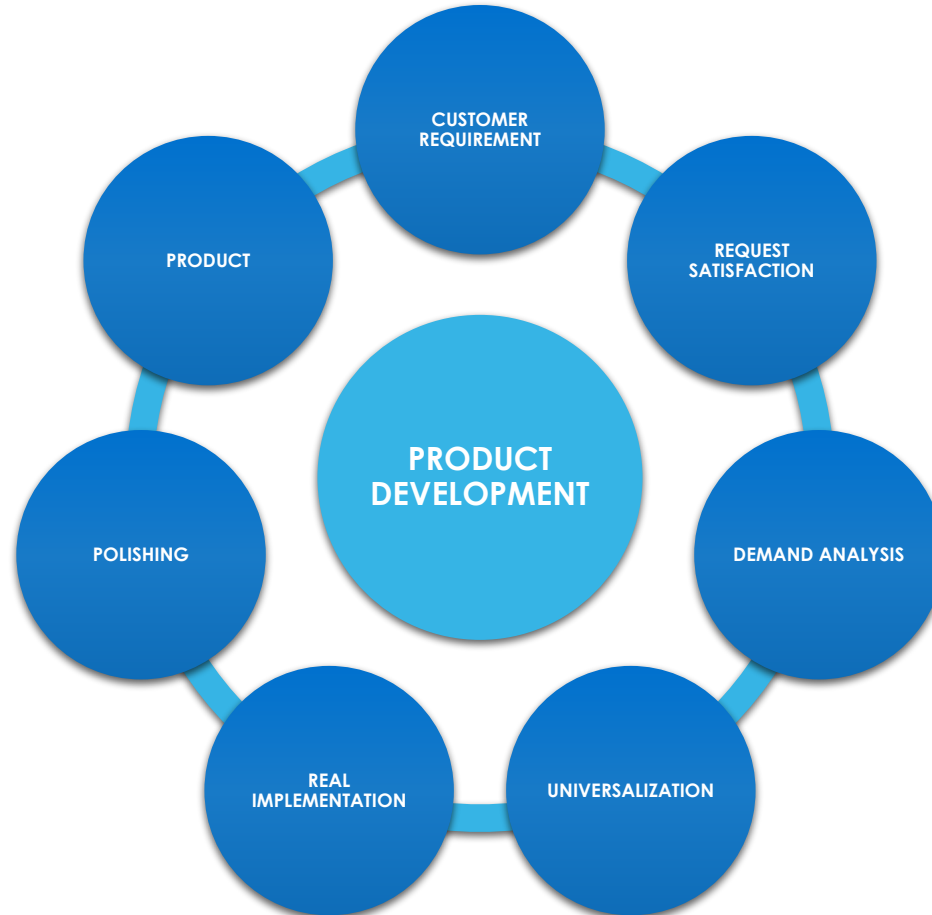 CUSTOMER
REQUIREMENT
REQUEST
SATISFACTION
DEMAND ANALYSIS
UNIVERSALIZATION
REAL
IMPLEMENTATION
POLISHING
PRODUCT
PRODUCT
DEVELOPMENT